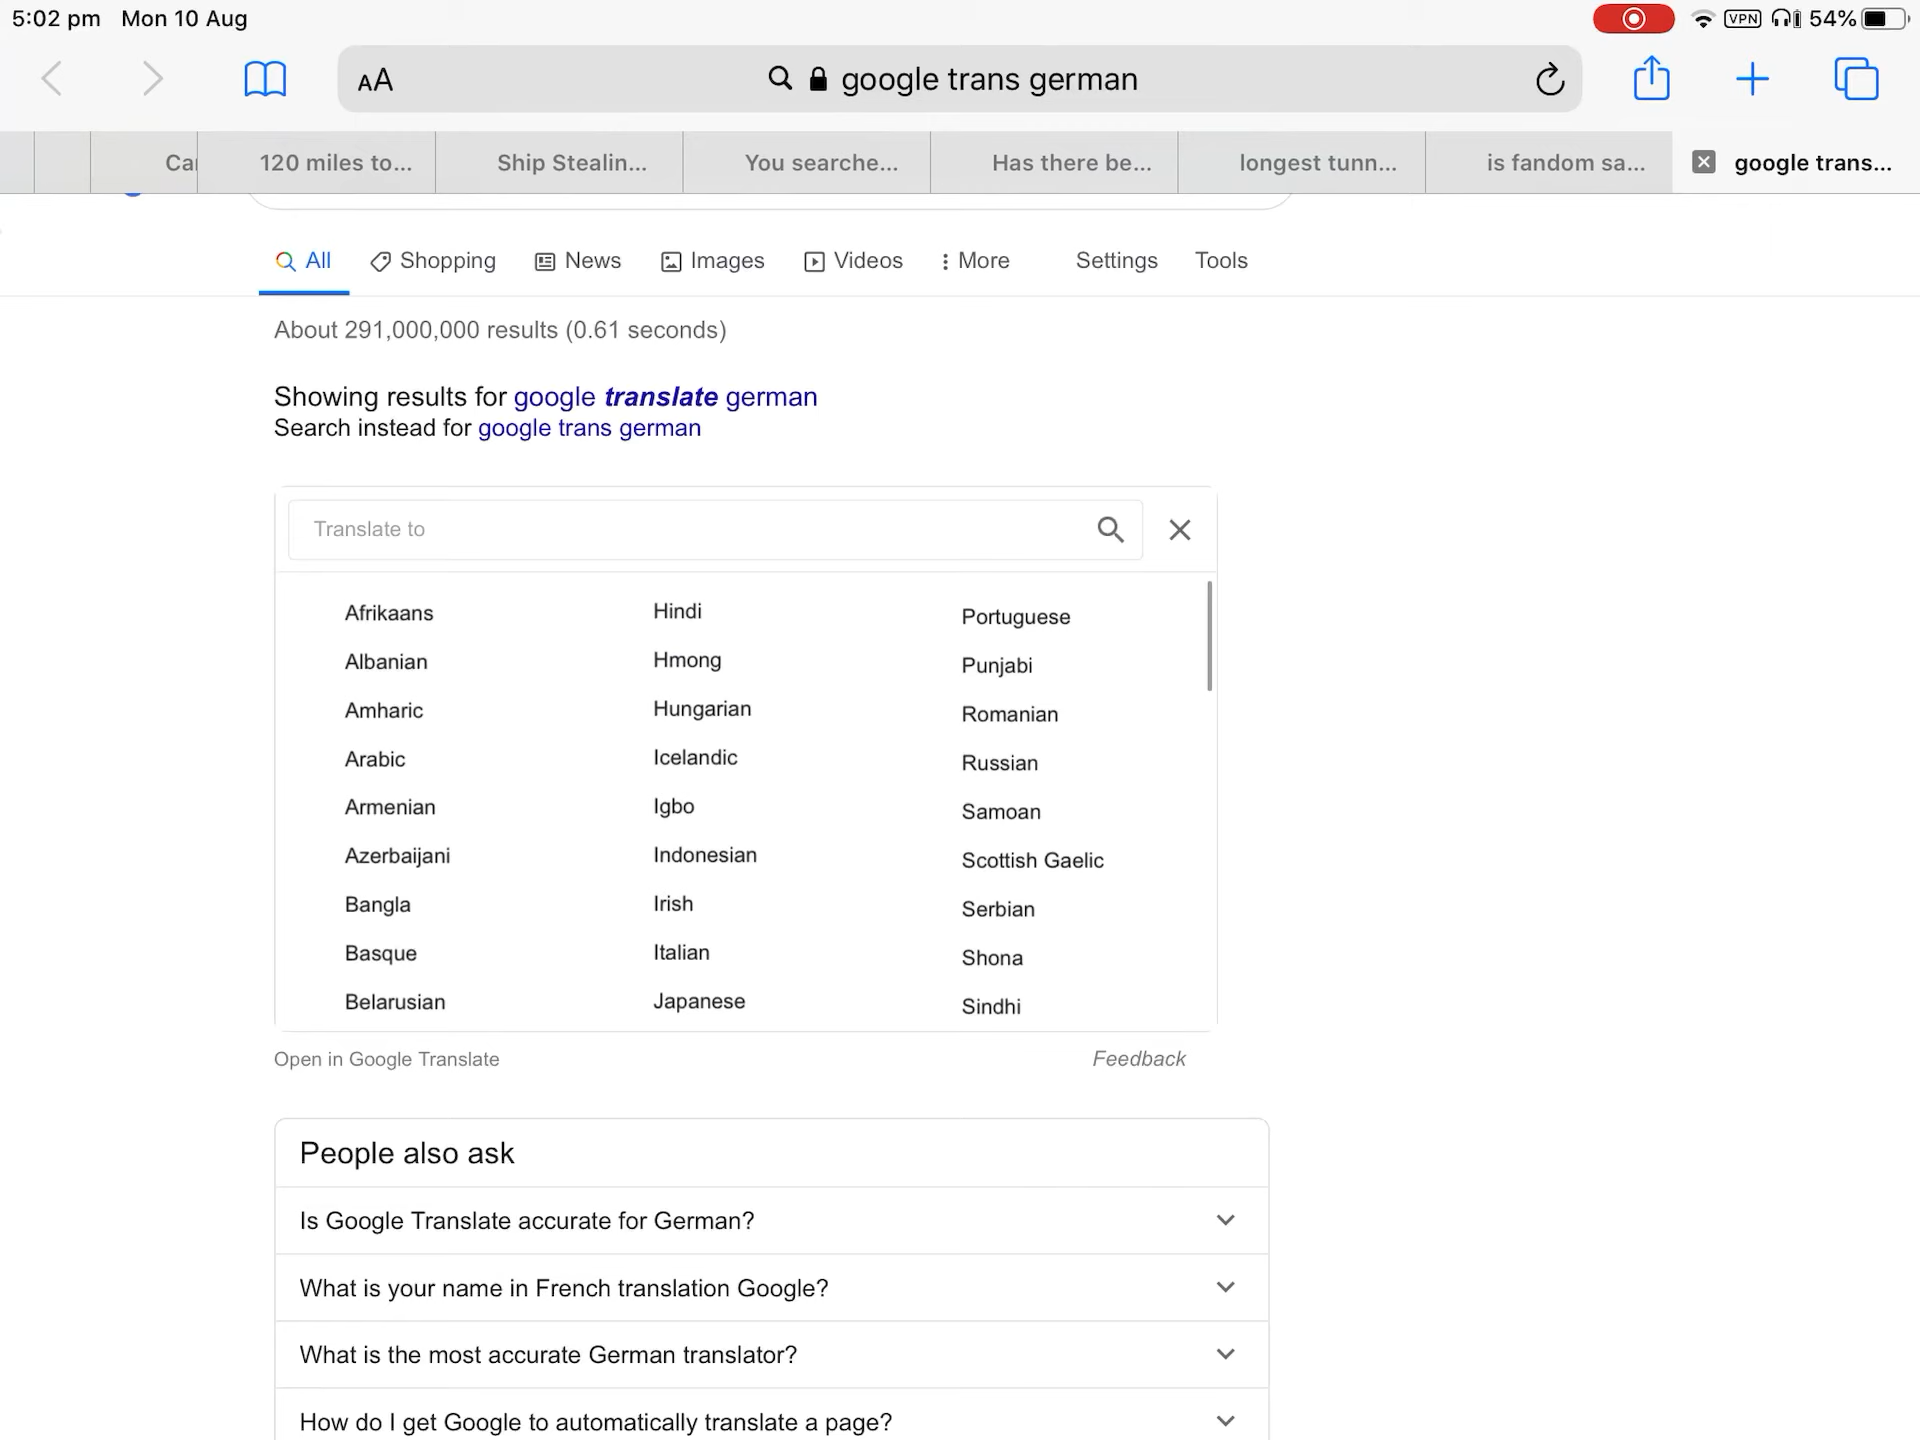 5:02 pm Mon 10 Aug VPN 54%
AA google trans german
Car 120 miles to... Ship Stealin... You searche... Has there be... longest tunn... is fandom sa... google trans...
All Shopping News Images Videos More Settings Tools
About 291,000,000 results (0.61 seconds)
Showing results for google translate german
Search instead for google trans german
Translate to
Afrikaans Hindi Portuguese
Albanian Hmong Punjabi
Amharic Hungarian Romanian
Arabic Icelandic Russian
Armenian Igbo Samoan
Azerbaijani Indonesian Scottish Gaelic
Bangla Irish Serbian
Basque Italian Shona
Belarusian Japanese Sindhi
Open in Google Translate Feedback
People also ask
Is Google Translate accurate for German?
What is your name in French translation Google?
What is the most accurate German translator?
How do I get Google to automatically translate a page?